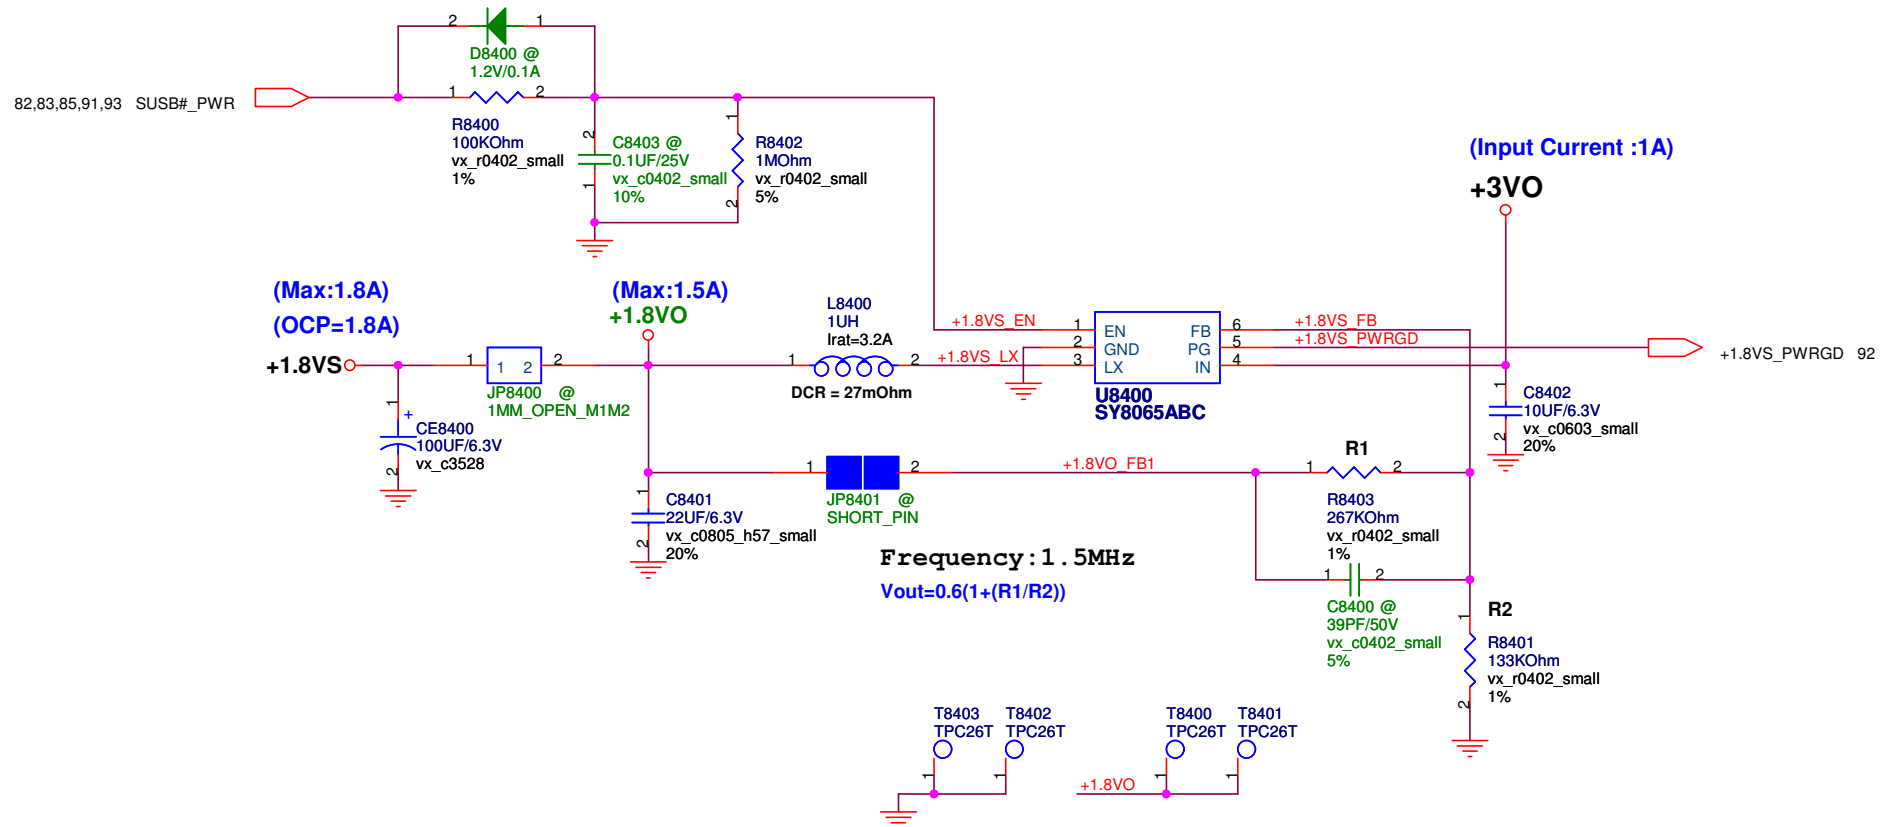 2
1
D8400 @
1.2V/0.1A
82,83,85,91,93 SUSB#_PWR
1
2
R8400
100KOhm
vx_r0402_small
1%
2
C8403 @
0.1UF/25V
vx_c0402_small
10%
1
1
R8402
1MOhm
vx_r0402_small
5%
2
(Input Current :1A)
+3VO
(Max:1.8A)
(OCP=1.8A)
+1.8VS
(Max:1.5A)
+1.8VO
1
1 2
2
JP8400 @
1MM_OPEN_M1M2
1
+
CE8400
100UF/6.3V
vx_c3528
2
L8400
1UH
Irat=3.2A
1
2
DCR = 27mOhm
+1.8VS_EN
+1.8VS_LX
1
2
3
EN
GND
LX
FB
PG
IN
6
5
4
U8400
SY8065ABC
+1.8VS_FB
+1.8VS_PWRGD
+1.8VS_PWRGD 92
1
C8402
10UF/6.3V
vx_c0603_small
20%
2
1
C8401
22UF/6.3V
vx_c0805_h57_small
20%
2
1
2
JP8401 @
SHORT_PIN
+1.8VO_FB1
R1
1
2
R8403
267KOhm
vx_r0402_small
1%
1
2
C8400 @
39PF/50V
vx_c0402_small
5%
Frequency:1.5MHz
Vout=0.6(1+(R1/R2))
R2
1
R8401
133KOhm
vx_r0402_small
1%
2
T8403
TPC26T
1
T8402
TPC26T
1
T8400
TPC26T
1
T8401
TPC26T
1
+1.8VO